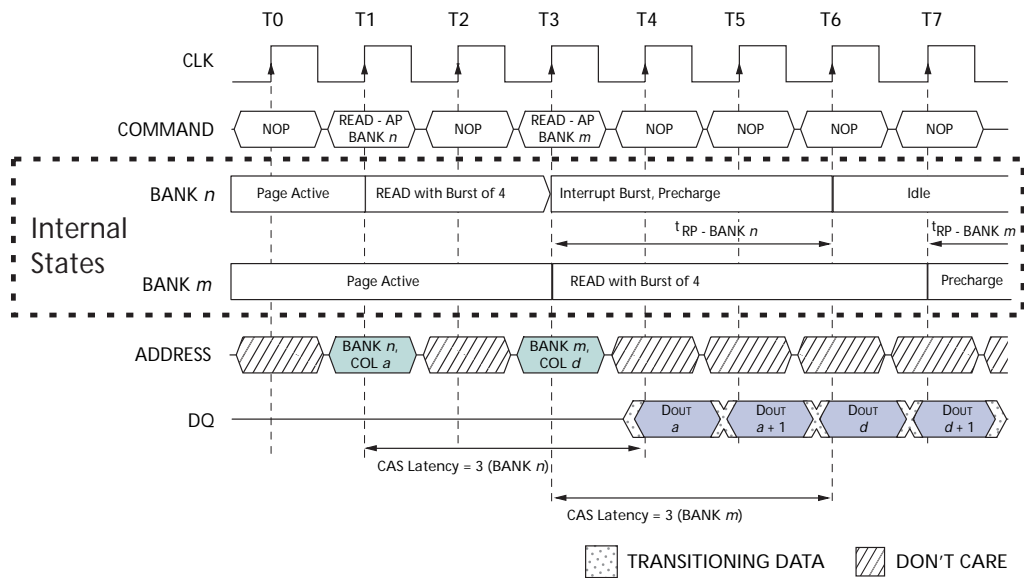 T0 T1 T2 T3 T4 T5 T6 T7
CLK
COMMAND
NOP
READ - AP
BANK n
NOP
READ - AP
BANK m
NOP
NOP
NOP
NOP
Internal
States
BANK n
Page Active
READ with Burst of 4
Interrupt Burst, Precharge
Idle
tRP - BANK n
tRP - BANK m
BANK m
Page Active
READ with Burst of 4
Precharge
ADDRESS
BANK n,
COL a
BANK m,
COL d
DQ
DOUT
a
DOUT
a + 1
DOUT
d
DOUT
d + 1
CAS Latency = 3 (BANK n)
CAS Latency = 3 (BANK m)
TRANSITIONING DATA
DON'T CARE